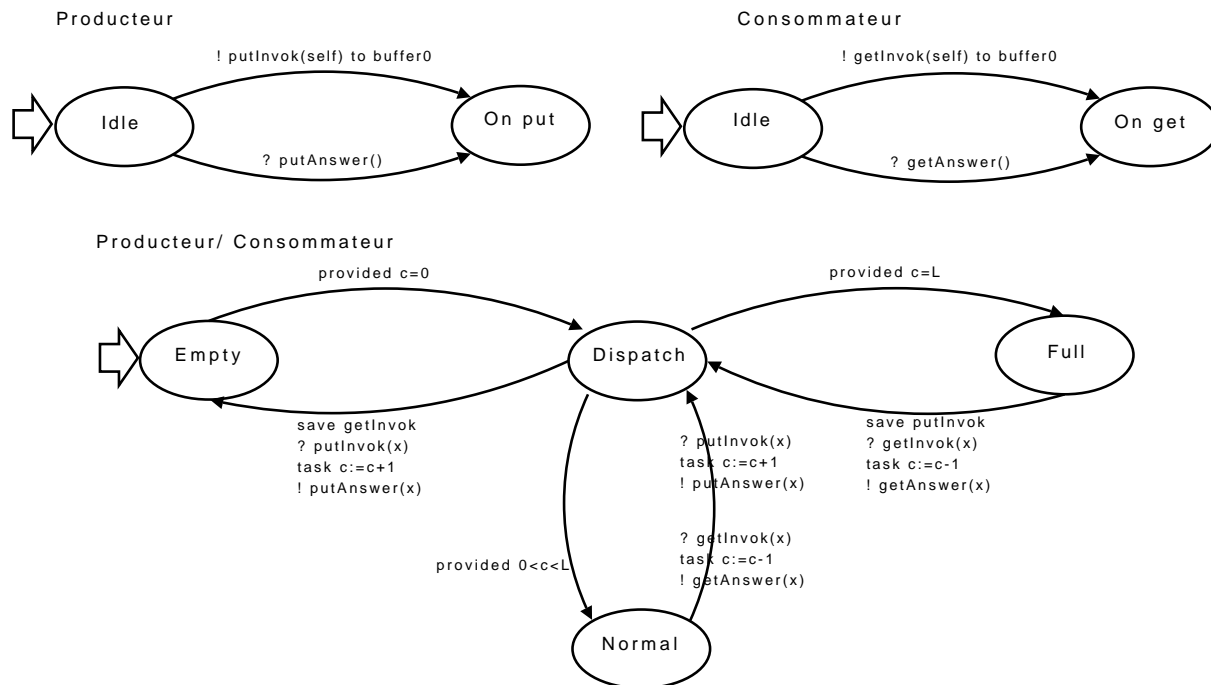 Producteur
Consommateur
! putInvok(self) to buffer0
! getInvok(self) to buffer0
Idle
On put
Idle
On get
? putAnswer()
? getAnswer()
Producteur/ Consommateur
provided c=0
provided c=L
Empty
Dispatch
Full
save getInvok
? putInvok(x)
task c:=c+1
! putAnswer(x)
? putInvok(x)
task c:=c+1
! putAnswer(x)
save putInvok
? getInvok(x)
task c:=c-1
! getAnswer(x)
provided 0<c<L
? getInvok(x)
task c:=c-1
! getAnswer(x)
Normal